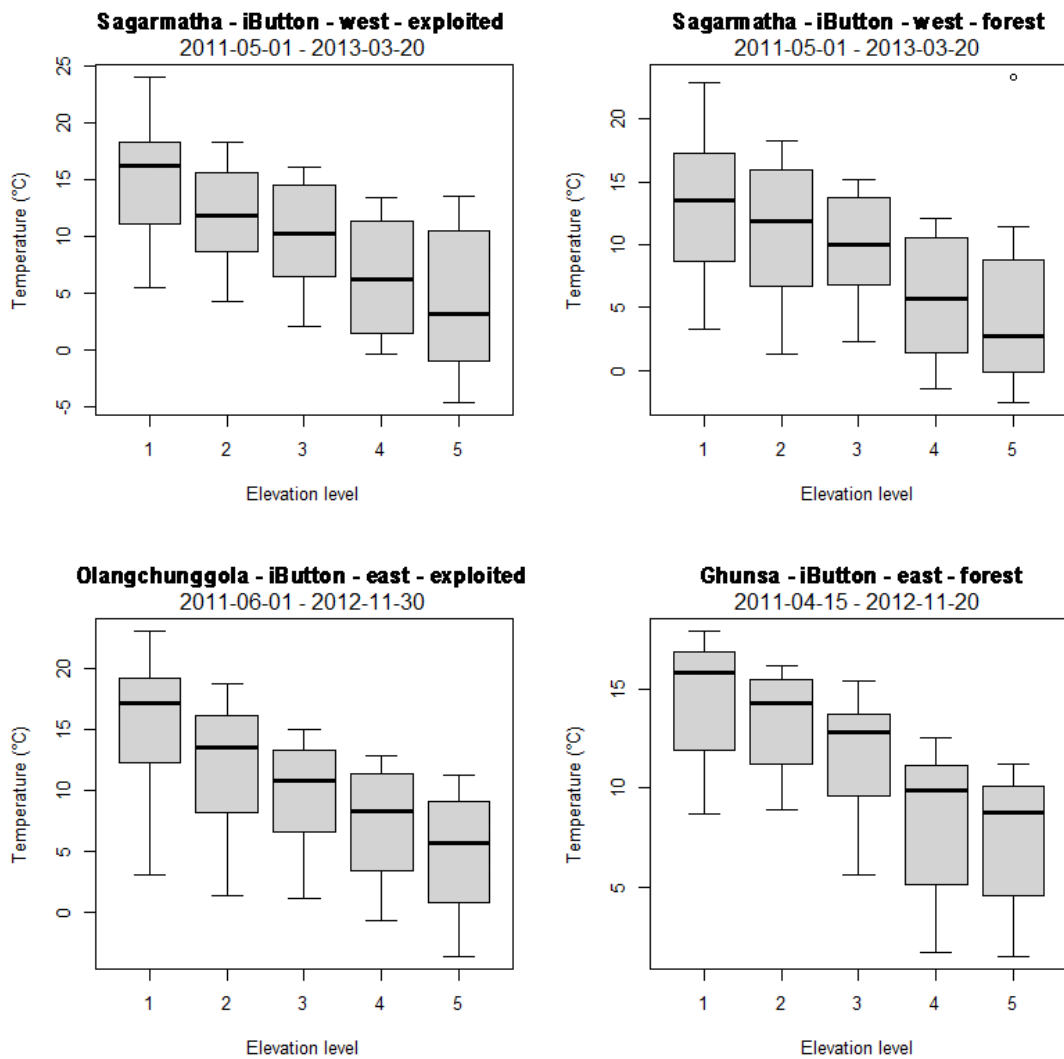 Sagarmatha - iButton - west - exploited
2011-05-01 - 2013-03-20
Temperature (°C)
25
20
15
10
5
0
-5
1 2 3 4 5
Elevation level
Sagarmatha - iButton - west - forest
2011-05-01 - 2013-03-20
Temperature (°C)
20
15
10
5
0
1 2 3 4 5
Elevation level
Olangchunggola - iButton - east - exploited
2011-06-01 - 2012-11-30
Temperature (°C)
20
15
10
5
0
1 2 3 4 5
Elevation level
Ghunsa - iButton - east - forest
2011-04-15 - 2012-11-20
Temperature (°C)
15
10
5
1 2 3 4 5
Elevation level